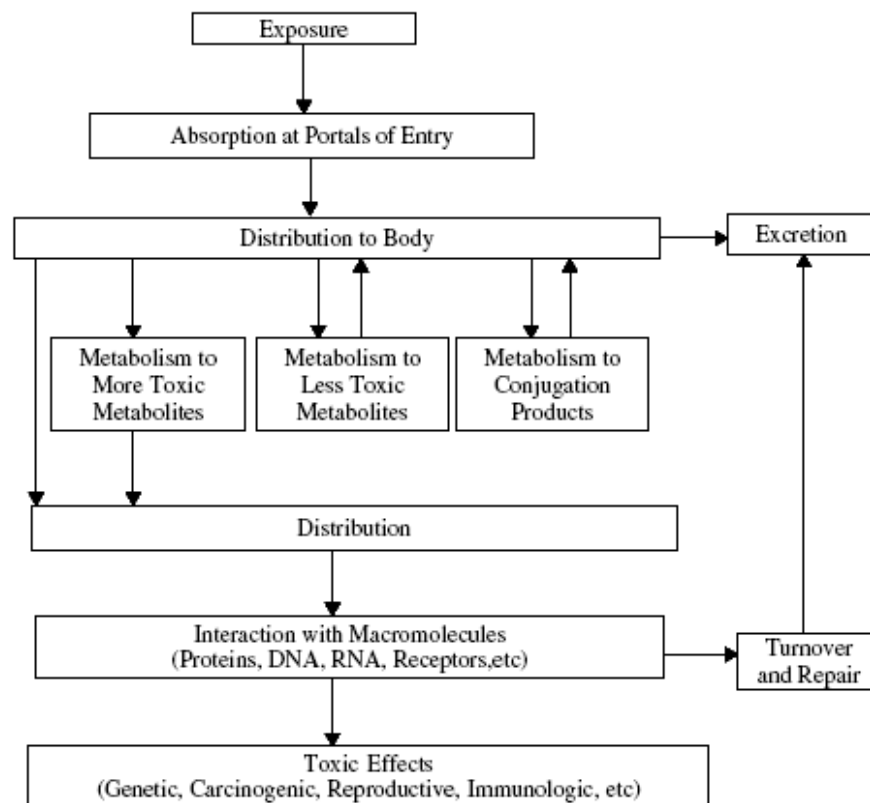 Exposure
Absorption at Portals of Entry
Distribution to Body
Excretion
Metabolism to
More Toxic
Metabolites
Metabolism to
Less Toxic
Metabolites
Metabolism to
Conjugation
Products
Distribution
Interaction with Macromolecules
(Proteins, DNA, RNA, Receptors,etc)
Turnover
and Repair
Toxic Effects
(Genetic, Carcinogenic, Reproductive, Immunologic, etc)